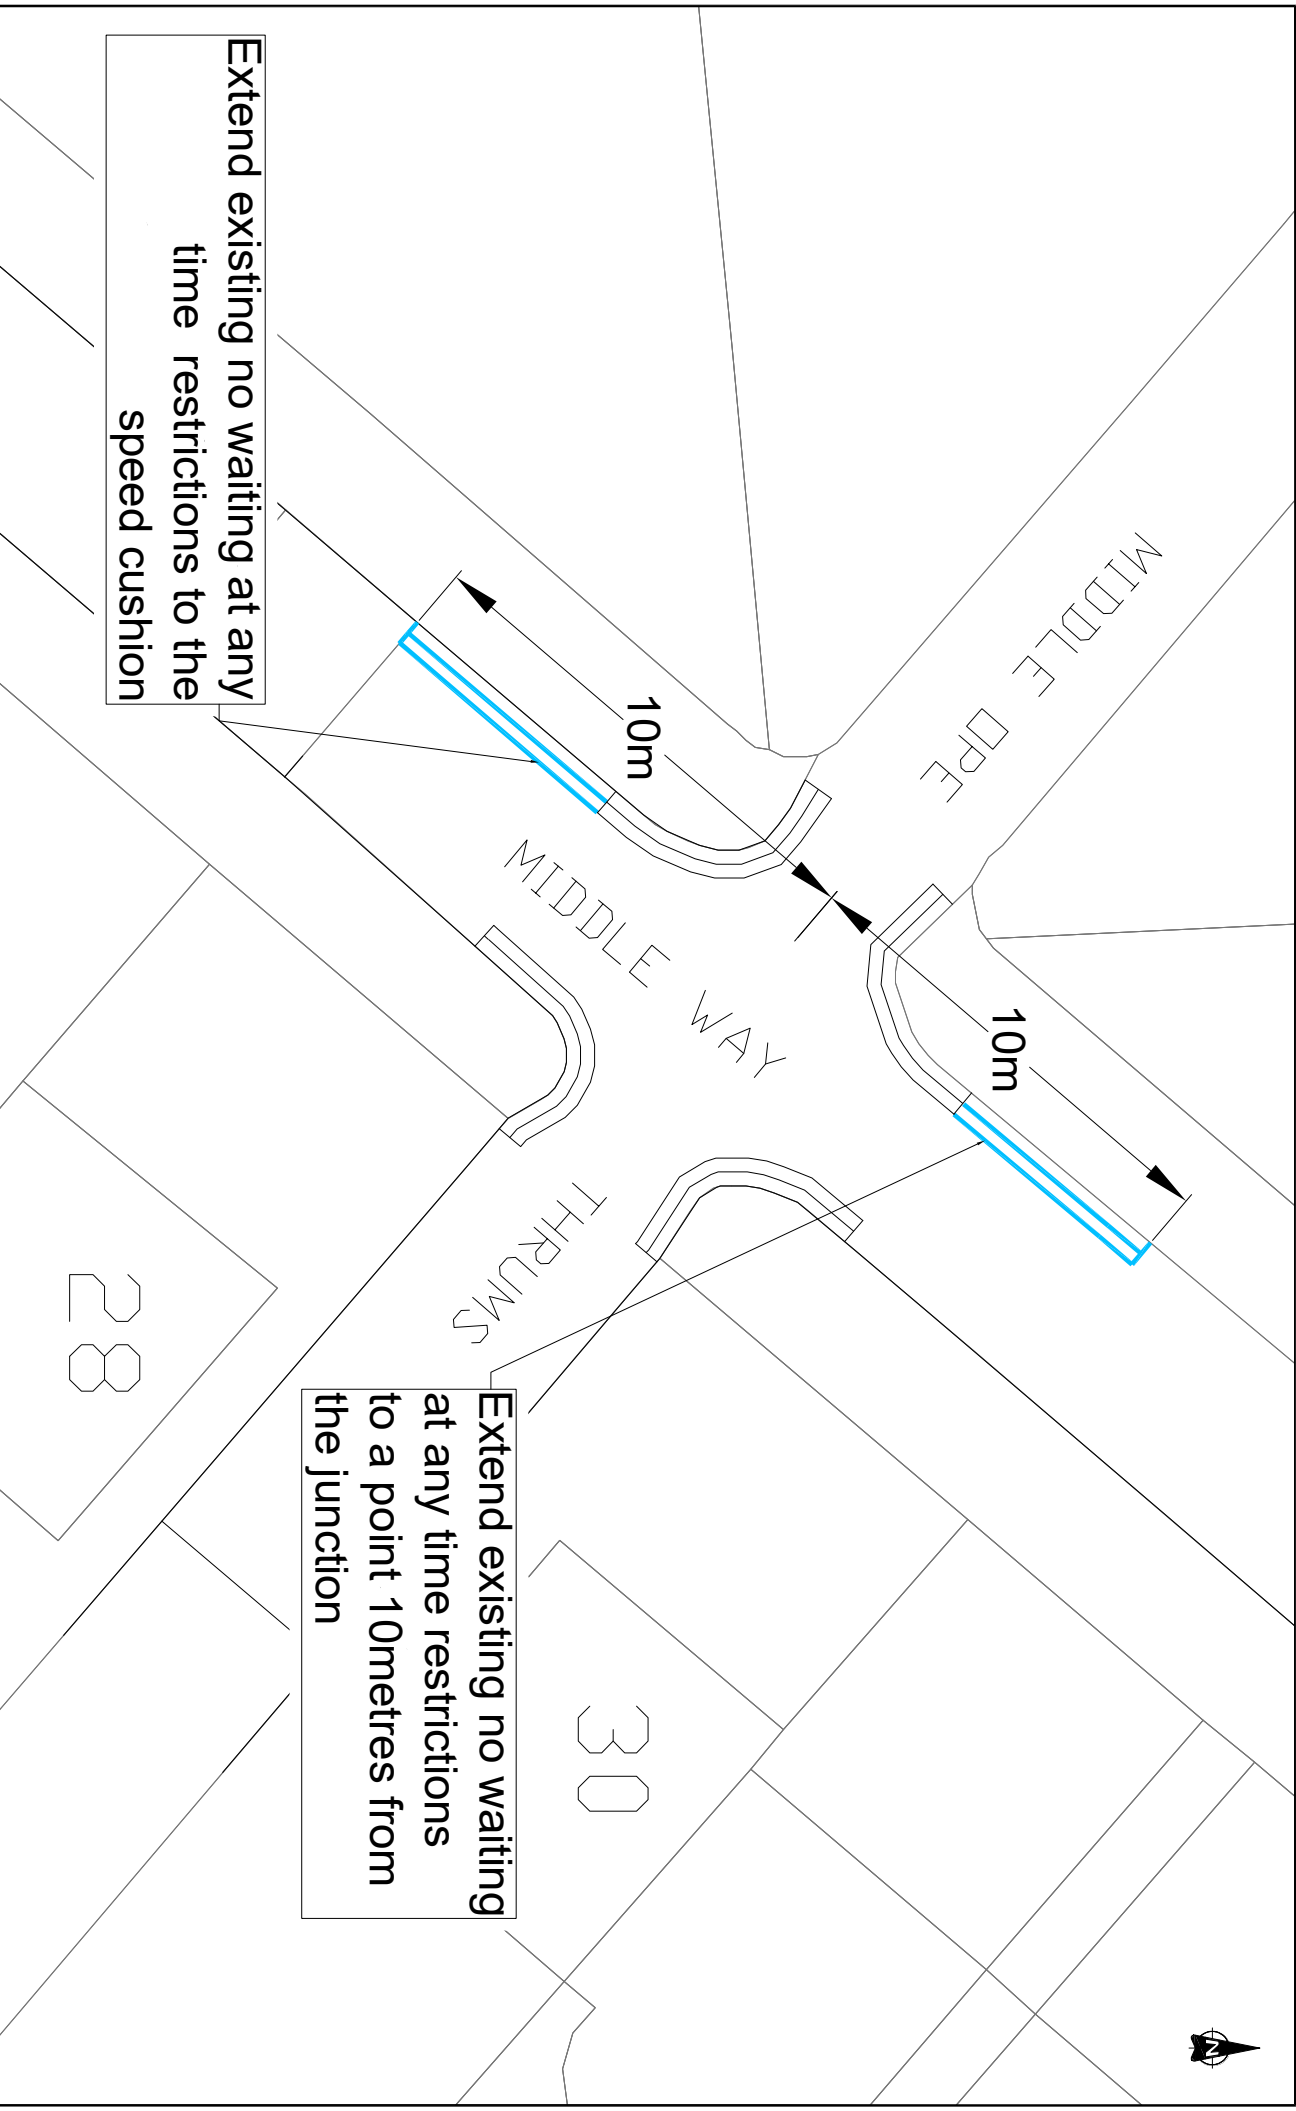 Extend existing no waiting at any
time restrictions to the
speed cushion
MIDDLE OPE
10m
10m
MIDDLE WAY
THRUMS
Extend existing no waiting
at any time restrictions
to a point 10metres from
the junction
28
30
N